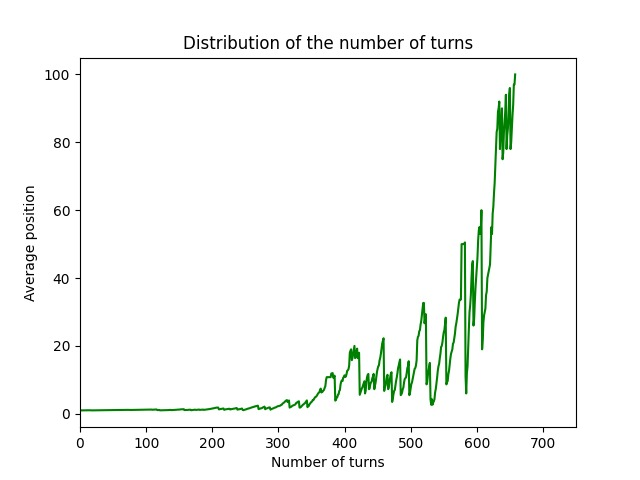 Distribution of the number of turns
100
80
60
40
20
0
Average position
0 100 200 300 400 500 600 700
Number of turns